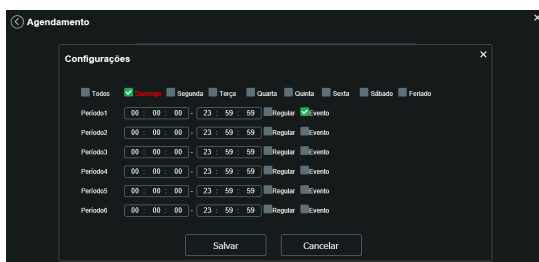 Agendamento
×
Configurações
×
Todos Domingo Segunda Terça Quarta Quinta Sexta Sábado Feriado
Período1 00 : 00 : 00 - 23 : 59 : 59 Regular Evento
Período2 00 : 00 : 00 - 23 : 59 : 59 Regular Evento
Período3 00 : 00 : 00 - 23 : 59 : 59 Regular Evento
Período4 00 : 00 : 00 - 23 : 59 : 59 Regular Evento
Período5 00 : 00 : 00 - 23 : 59 : 59 Regular Evento
Período6 00 : 00 : 00 - 23 : 59 : 59 Regular Evento
Salvar Cancelar